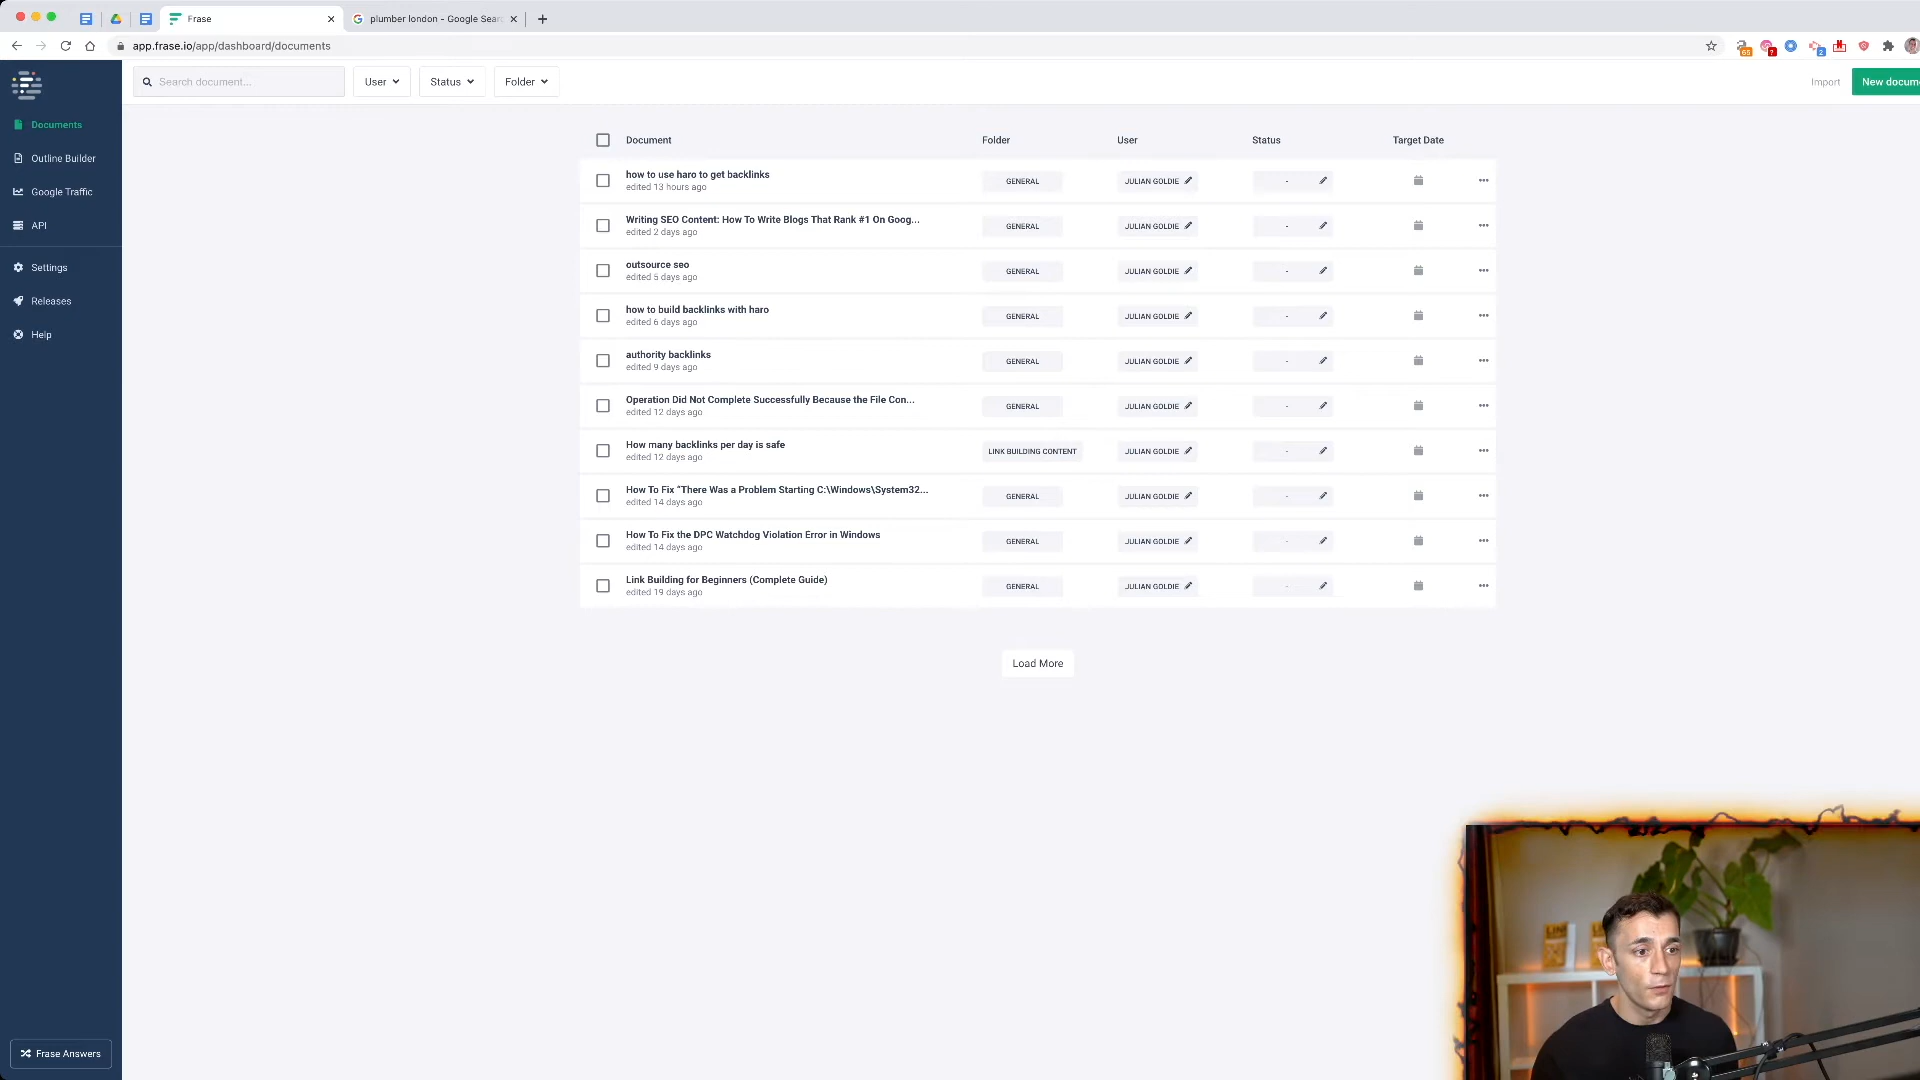 Frase
plumber london - Google Sear
app.frase.io/app/dashboard/documents
65
?
2
Search document...
User
Status
Folder
Import
New docum
Documents
Outline Builder
Google Traffic
API
Settings
Releases
Help
Frase Answers
Document
Folder
User
Status
Target Date
how to use haro to get backlinks
edited 13 hours ago
GENERAL
JULIAN GOLDIE
-
Writing SEO Content: How To Write Blogs That Rank #1 On Goog...
edited 2 days ago
GENERAL
JULIAN GOLDIE
-
outsource seo
edited 5 days ago
GENERAL
JULIAN GOLDIE
-
how to build backlinks with haro
edited 6 days ago
GENERAL
JULIAN GOLDIE
-
authority backlinks
edited 9 days ago
GENERAL
JULIAN GOLDIE
-
Operation Did Not Complete Successfully Because the File Con...
edited 12 days ago
GENERAL
JULIAN GOLDIE
-
How many backlinks per day is safe
edited 12 days ago
LINK BUILDING CONTENT
JULIAN GOLDIE
-
How To Fix “There Was a Problem Starting C:\Windows\System32...
edited 14 days ago
GENERAL
JULIAN GOLDIE
-
How To Fix the DPC Watchdog Violation Error in Windows
edited 14 days ago
GENERAL
JULIAN GOLDIE
-
Link Building for Beginners (Complete Guide)
edited 19 days ago
GENERAL
JULIAN GOLDIE
-
Load More